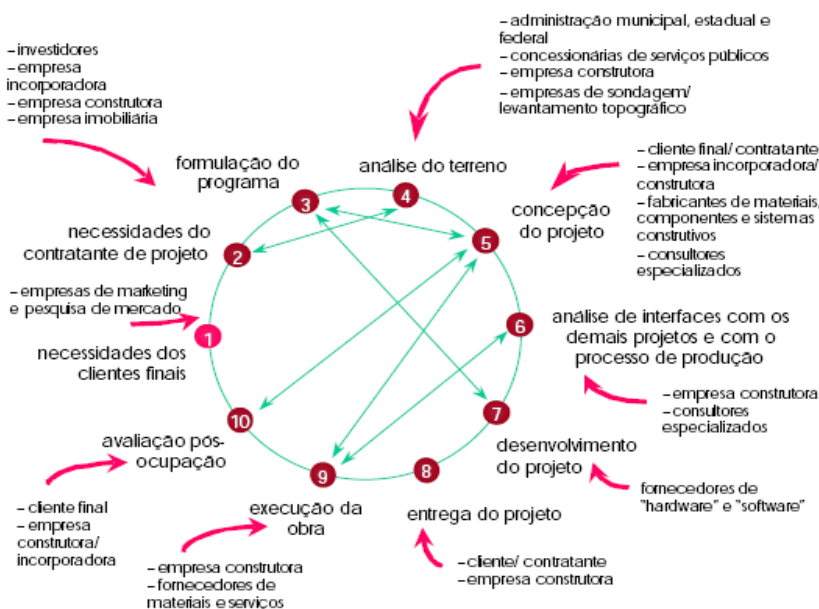 – administração municipal, estadual e
federal
– concessionárias de serviços públicos
– empresa construtora
– empresas de sondagem/
levantamento topográfico
– investidores
– empresa
incorporadora
– empresa construtora
– empresa imobiliária
– cliente final/ contratante
– empresa incorporadora/
construtora
– fabricantes de materiais,
componentes e sistemas
construtivos
– consultores
especializados
formulação do
programa
análise do terreno
3
4
concepção
do projeto
5
necessidades do
contratante de projeto
2
– empresas de marketing
e pesquisa de mercado
1
necessidades dos
clientes finais
6
análise de interfaces com os
demais projetos e com o
processo de produção
– empresa construtora
– consultores
especializados
7
desenvolvimento
do projeto
fornecedores de
"hardware" e "software"
10
avaliação pós-
ocupação
– cliente final
– empresa
construtora/
incorporadora
9
execução da
obra
– empresa construtora
– fornecedores de
materiais e serviços
8
entrega do projeto
– cliente/ contratante
– empresa construtora